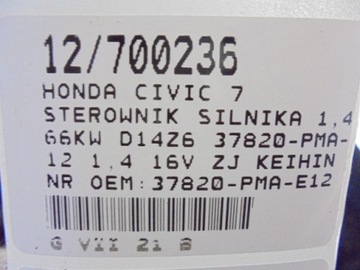 12/700236
HONDA CIVIC 7
STEROWNIK SILNIKA 1,4
66KW D14Z6 37820-PMA-
12 1.4 16V ZJ KEIHIN
NR OEM:37820-PMA-E12
G VII 21 B